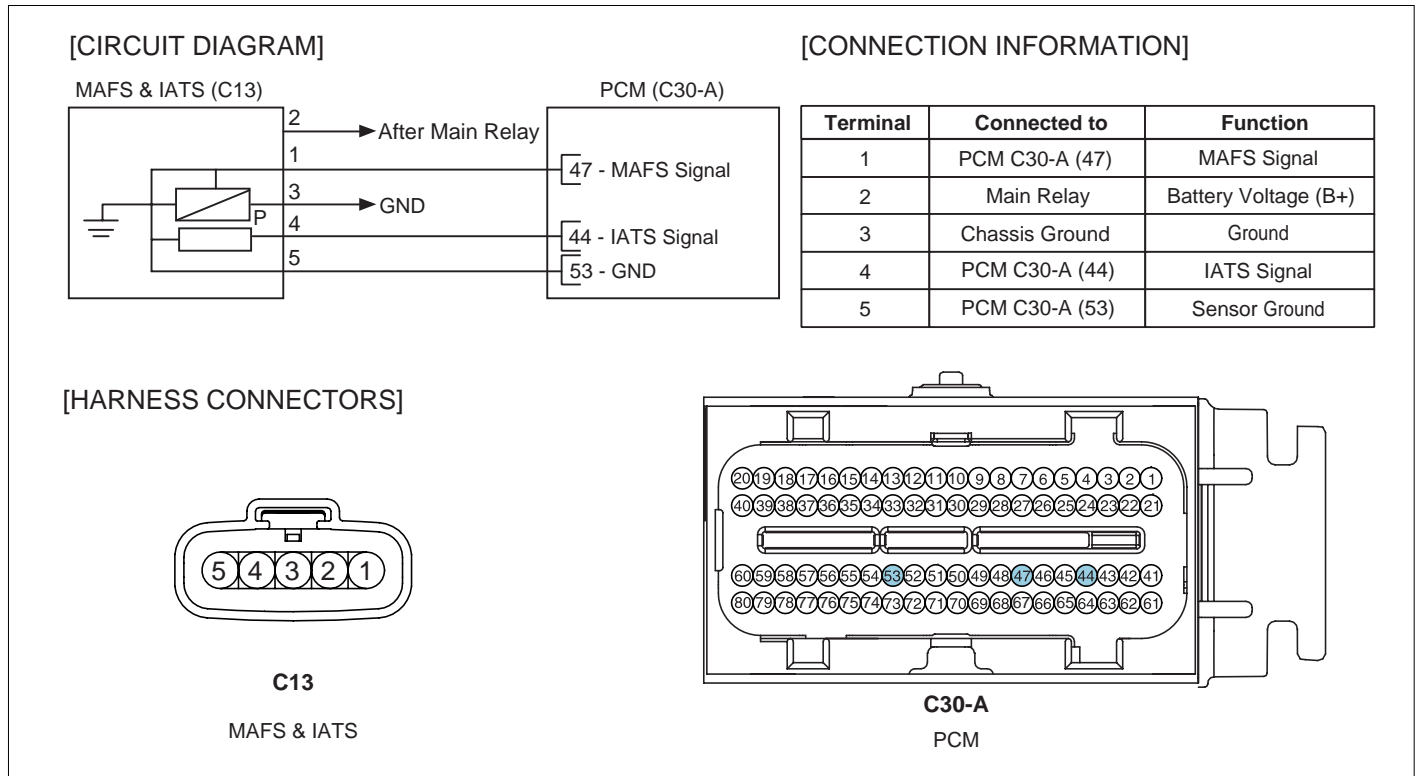 [CIRCUIT DIAGRAM]
MAFS & IATS (C13)
PCM (C30-A)
2
After Main Relay
1
47 - MAFS Signal
3
GND
P
4
44 - IATS Signal
5
53 - GND
[CONNECTION INFORMATION]
Terminal Connected to Function
1 PCM C30-A (47) MAFS Signal
2 Main Relay Battery Voltage (B+)
3 Chassis Ground Ground
4 PCM C30-A (44) IATS Signal
5 PCM C30-A (53) Sensor Ground
[HARNESS CONNECTORS]
5 4 3 2 1
C13
MAFS & IATS
20 19 18 17 16 15 14 13 12 11 10 9 8 7 6 5 4 3 2 1
40 39 38 37 36 35 34 33 32 31 30 29 28 27 26 25 24 23 22 21
60 59 58 57 56 55 54 53 52 51 50 49 48 47 46 45 44 43 42 41
80 79 78 77 76 75 74 73 72 71 70 69 68 67 66 65 64 63 62 61
C30-A
PCM